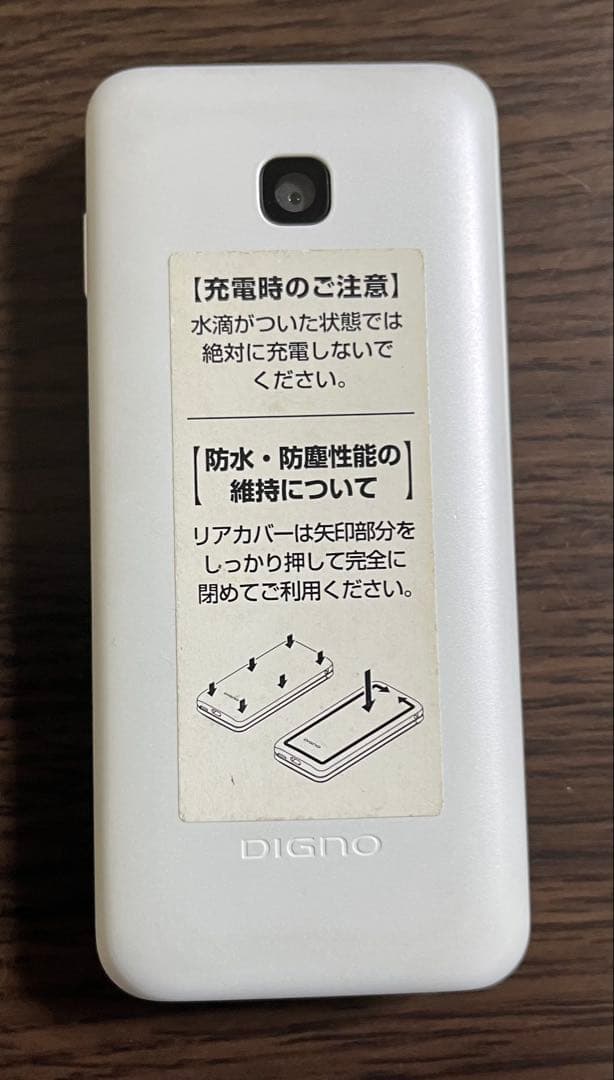 【充電時のご注意】
水滴がついた状態では
絶対に充電しないで
ください。
【防水・防塵性能の
維持について】
リアカバーは矢印部分を
しっかり押して完全に
閉めてご利用ください。
DIGNO
DIGNO